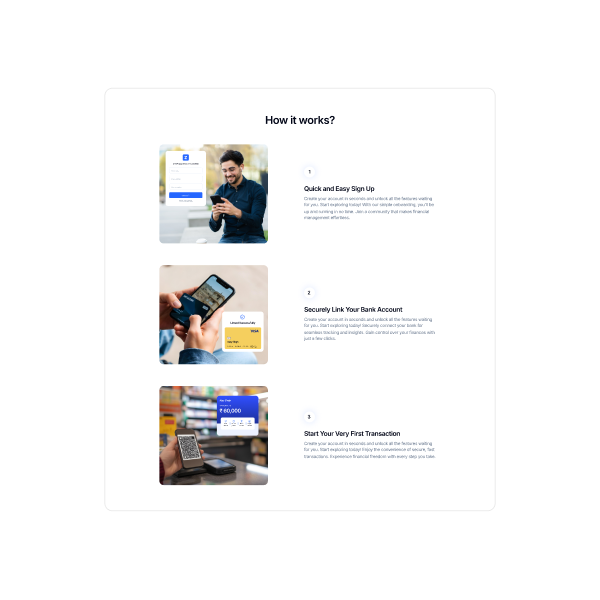 How it works?
1
Quick and Easy Sign Up
Create your account in seconds and unlock all the features waiting
for you. Start exploring today! With our simple onboarding, you'll be
up and running in no time. Join a community that makes financial
management effortless.
2
Securely Link Your Bank Account
Create your account in seconds and unlock all the features waiting
for you. Start exploring today! Securely connect your bank for
seamless tracking and insights. Gain control over your finances with
just a few clicks.
VISA
₹ 60,000
3
Start Your Very First Transaction
Create your account in seconds and unlock all the features waiting
for you. Start exploring today! Enjoy the convenience of secure, fast
transactions. Experience financial freedom with every step you take.